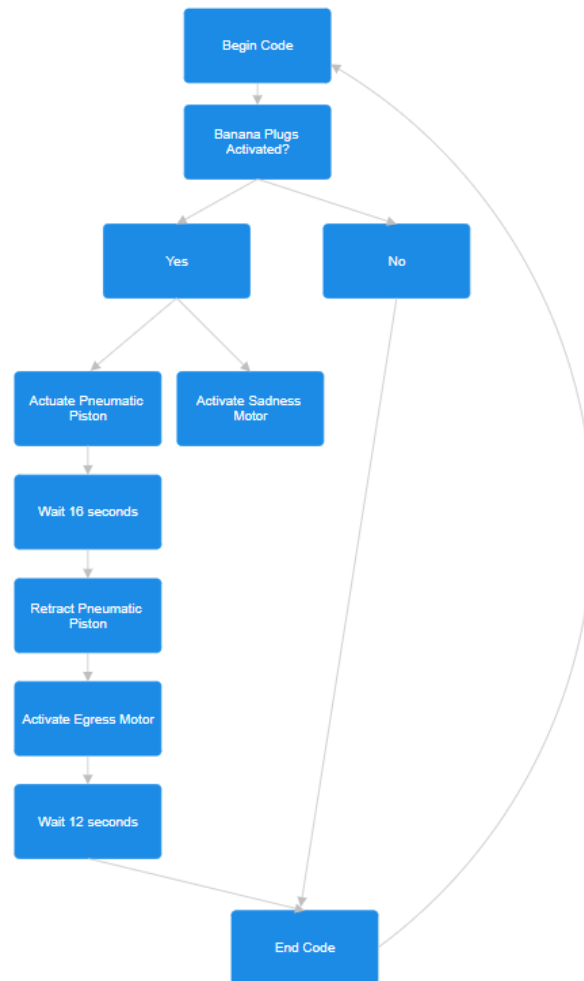 Begin Code
Banana Plugs
Activated?
Yes
No
Actuate Pneumatic
Piston
Activate Sadness
Motor
Wait 16 seconds
Retract Pneumatic
Piston
Activate Egress Motor
Wait 12 seconds
End Code